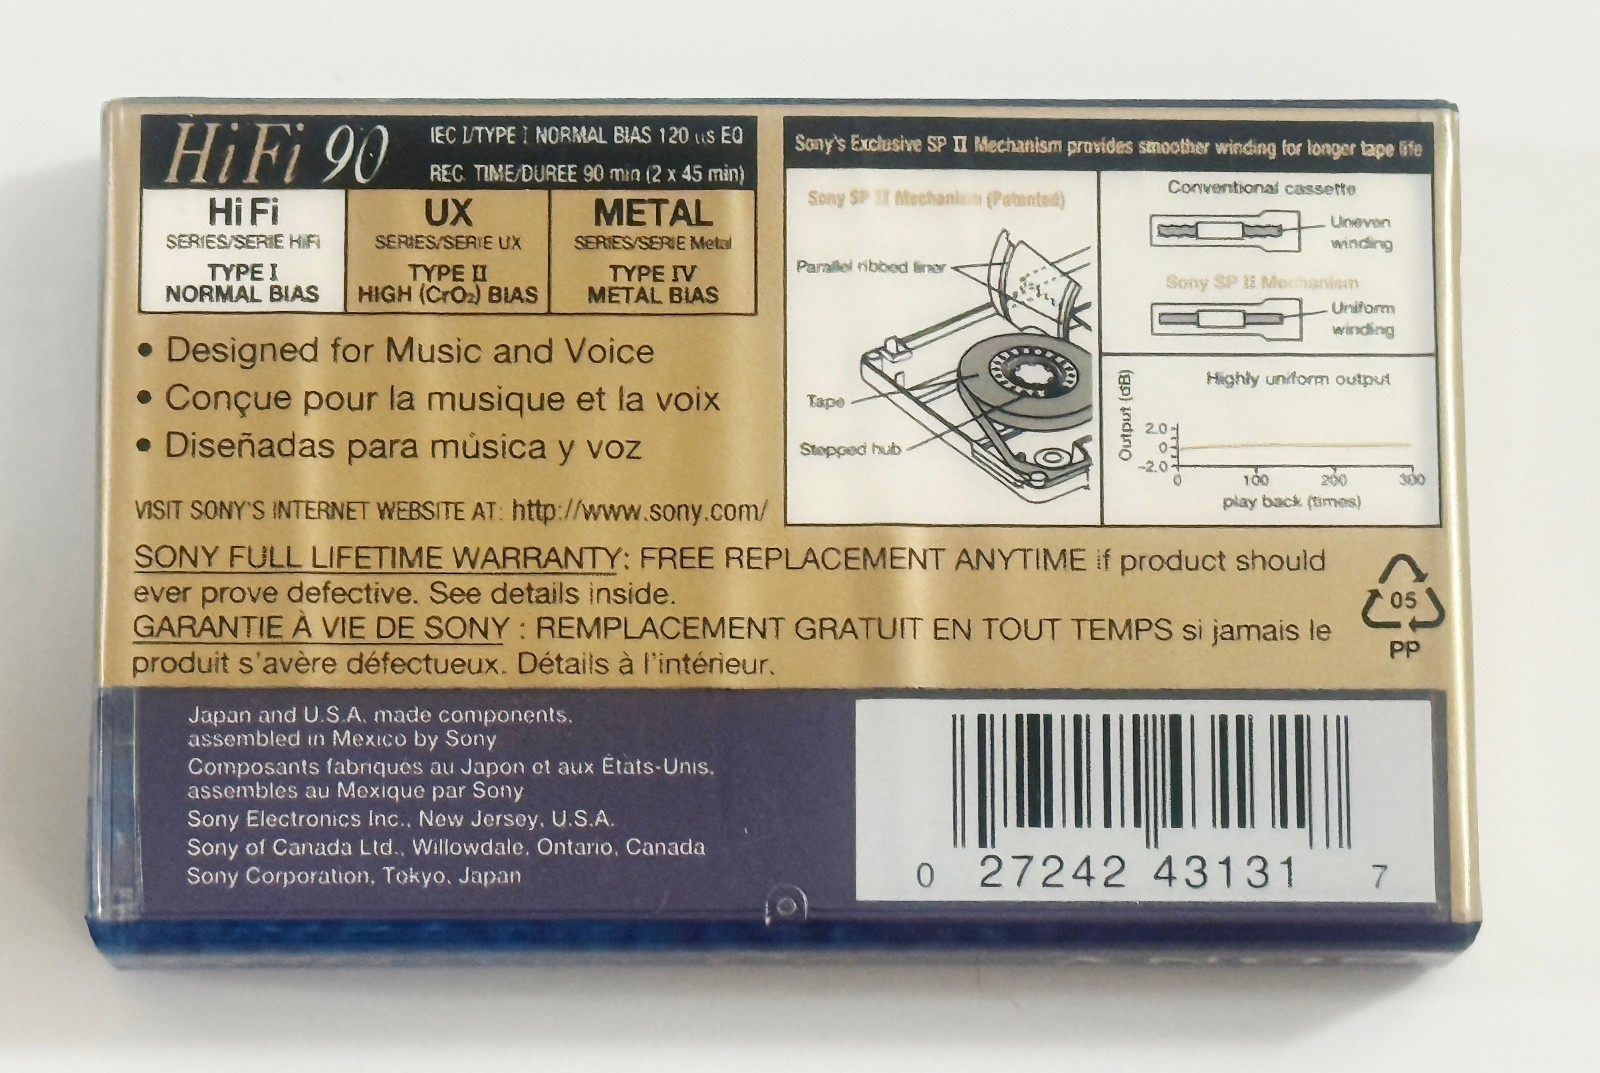 HiFi 90
IEC I/TYPE I NORMAL BIAS 120 µs EQ
REC. TIME/DUREE 90 min (2 x 45 min)
HiFi
SERIES/SERIE HiFi
TYPE I
NORMAL BIAS
UX
SERIES/SERIE UX
TYPE II
HIGH (CrO₂) BIAS
METAL
SERIES/SERIE Metal
TYPE IV
METAL BIAS
• Designed for Music and Voice
• Conçue pour la musique et la voix
• Diseñadas para música y voz
VISIT SONY'S INTERNET WEBSITE AT: http://www.sony.com/
Sony's Exclusive SP II Mechanism provides smoother winding for longer tape life
Sony SP II Mechanism (Patented)
Parallel ribbed liner
Tape
Stepped hub
Conventional cassette
Uneven
winding
Sony SP II Mechanism
Uniform
winding
Highly uniform output
Output (dB)
2.0
0
-2.0
0 100 200 300
play back (times)
SONY FULL LIFETIME WARRANTY: FREE REPLACEMENT ANYTIME if product should
ever prove defective. See details inside.
GARANTIE À VIE DE SONY : REMPLACEMENT GRATUIT EN TOUT TEMPS si jamais le
produit s'avère défectueux. Détails à l'intérieur.
05
PP
Japan and U.S.A. made components,
assembled in Mexico by Sony
Composants fabriqués au Japon et aux États-Unis,
assemblés au Mexique par Sony
Sony Electronics Inc., New Jersey, U.S.A.
Sony of Canada Ltd., Willowdale, Ontario, Canada
Sony Corporation, Tokyo, Japan
0 27242 43131 7